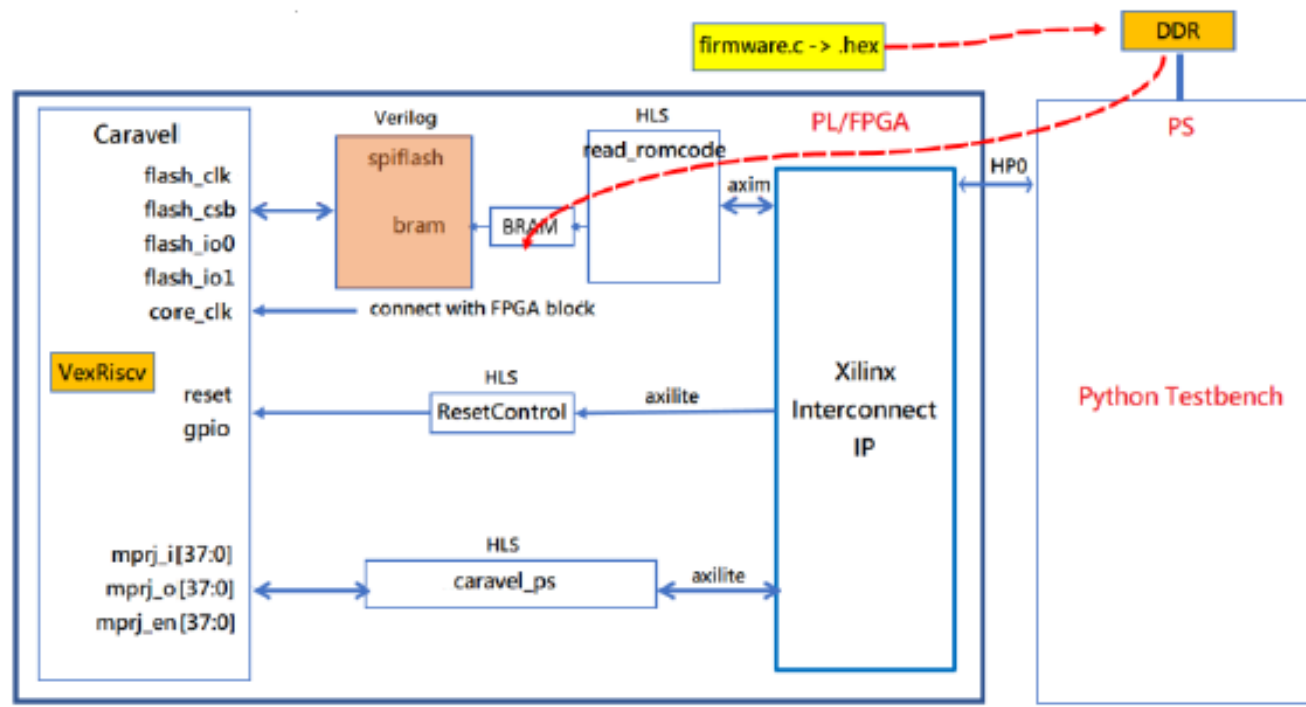 firmware.c -> .hex
DDR
Caravel
flash_clk
flash_csb
flash_io0
flash_io1
core_clk
VexRiscv
reset
gpio
mprj_i[37:0]
mprj_o[37:0]
mprj_en[37:0]
Verilog
spiflash
bram
BRAM
HLS
read_romcode
axim
connect with FPGA block
HLS
ResetControl
axilite
HLS
caravel_ps
axilite
PL/FPGA
Xilinx
Interconnect
IP
HP0
PS
Python Testbench